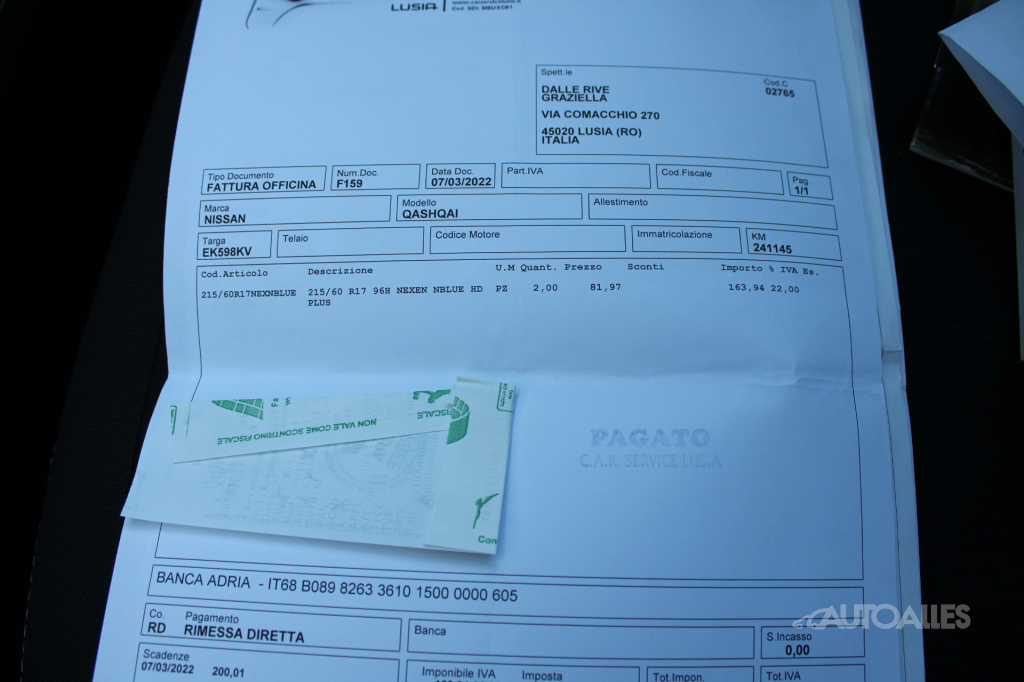 LUSIA
Cod. SDI: M6UXCR1
Spett.le
Cod.C
DALLE RIVE
02765
GRAZIELLA
VIA COMACCHIO 270
45020 LUSIA (RO)
ITALIA
Tipo Documento Num.Doc. Data Doc. Part.IVA Cod.Fiscale Pag.
FATTURA OFFICINA F159 07/03/2022 1/1
Marca Modello Allestimento
NISSAN QASHQAI
Targa Telaio Codice Motore Immatricolazione KM
EK598KV 241145
Cod.Articolo Descrizione U.M Quant. Prezzo Sconti Importo % IVA Es.
215/60R17NEXNBLUE 215/60 R17 96H NEXEN NBLUE HD PZ 2,00 81,97 163,94 22,00
PLUS
FISCALE
NON VALE COME SCONTRINO FISCALE
Con
PAGATO
C.A.R. SERVICE LUSIA
BANCA ADRIA - IT68 B089 8263 3610 1500 0000 605
Co. Pagamento Banca S.Incasso
RD RIMESSA DIRETTA 0,00
Scadenze Imponibile IVA Imposta Tot.Impon. Tot.IVA
07/03/2022 200,01
AUTOALLES